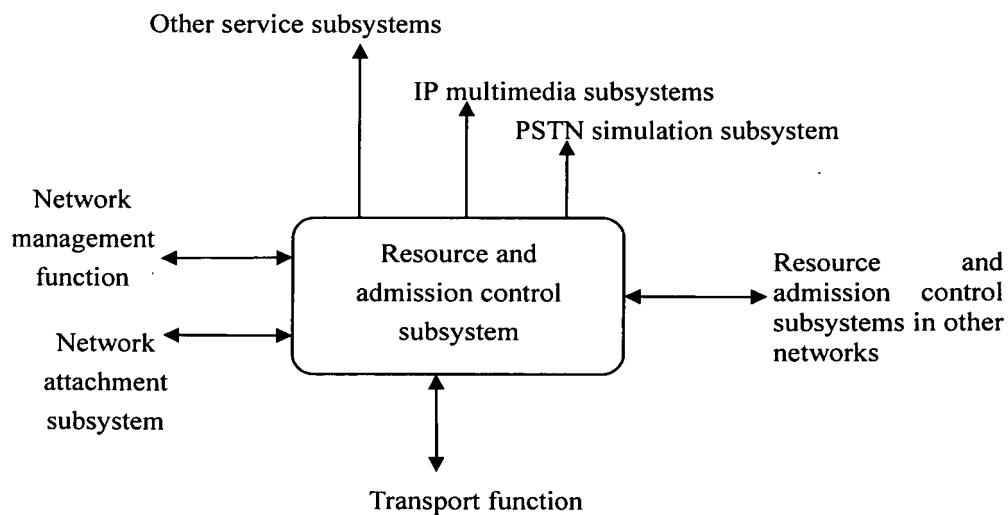 Other service subsystems
IP multimedia subsystems
PSTN simulation subsystem
Network
management
function
Resource and
admission control
subsystem
Resource and
admission control
subsystems in other
networks
Network
attachment
subsystem
Transport function